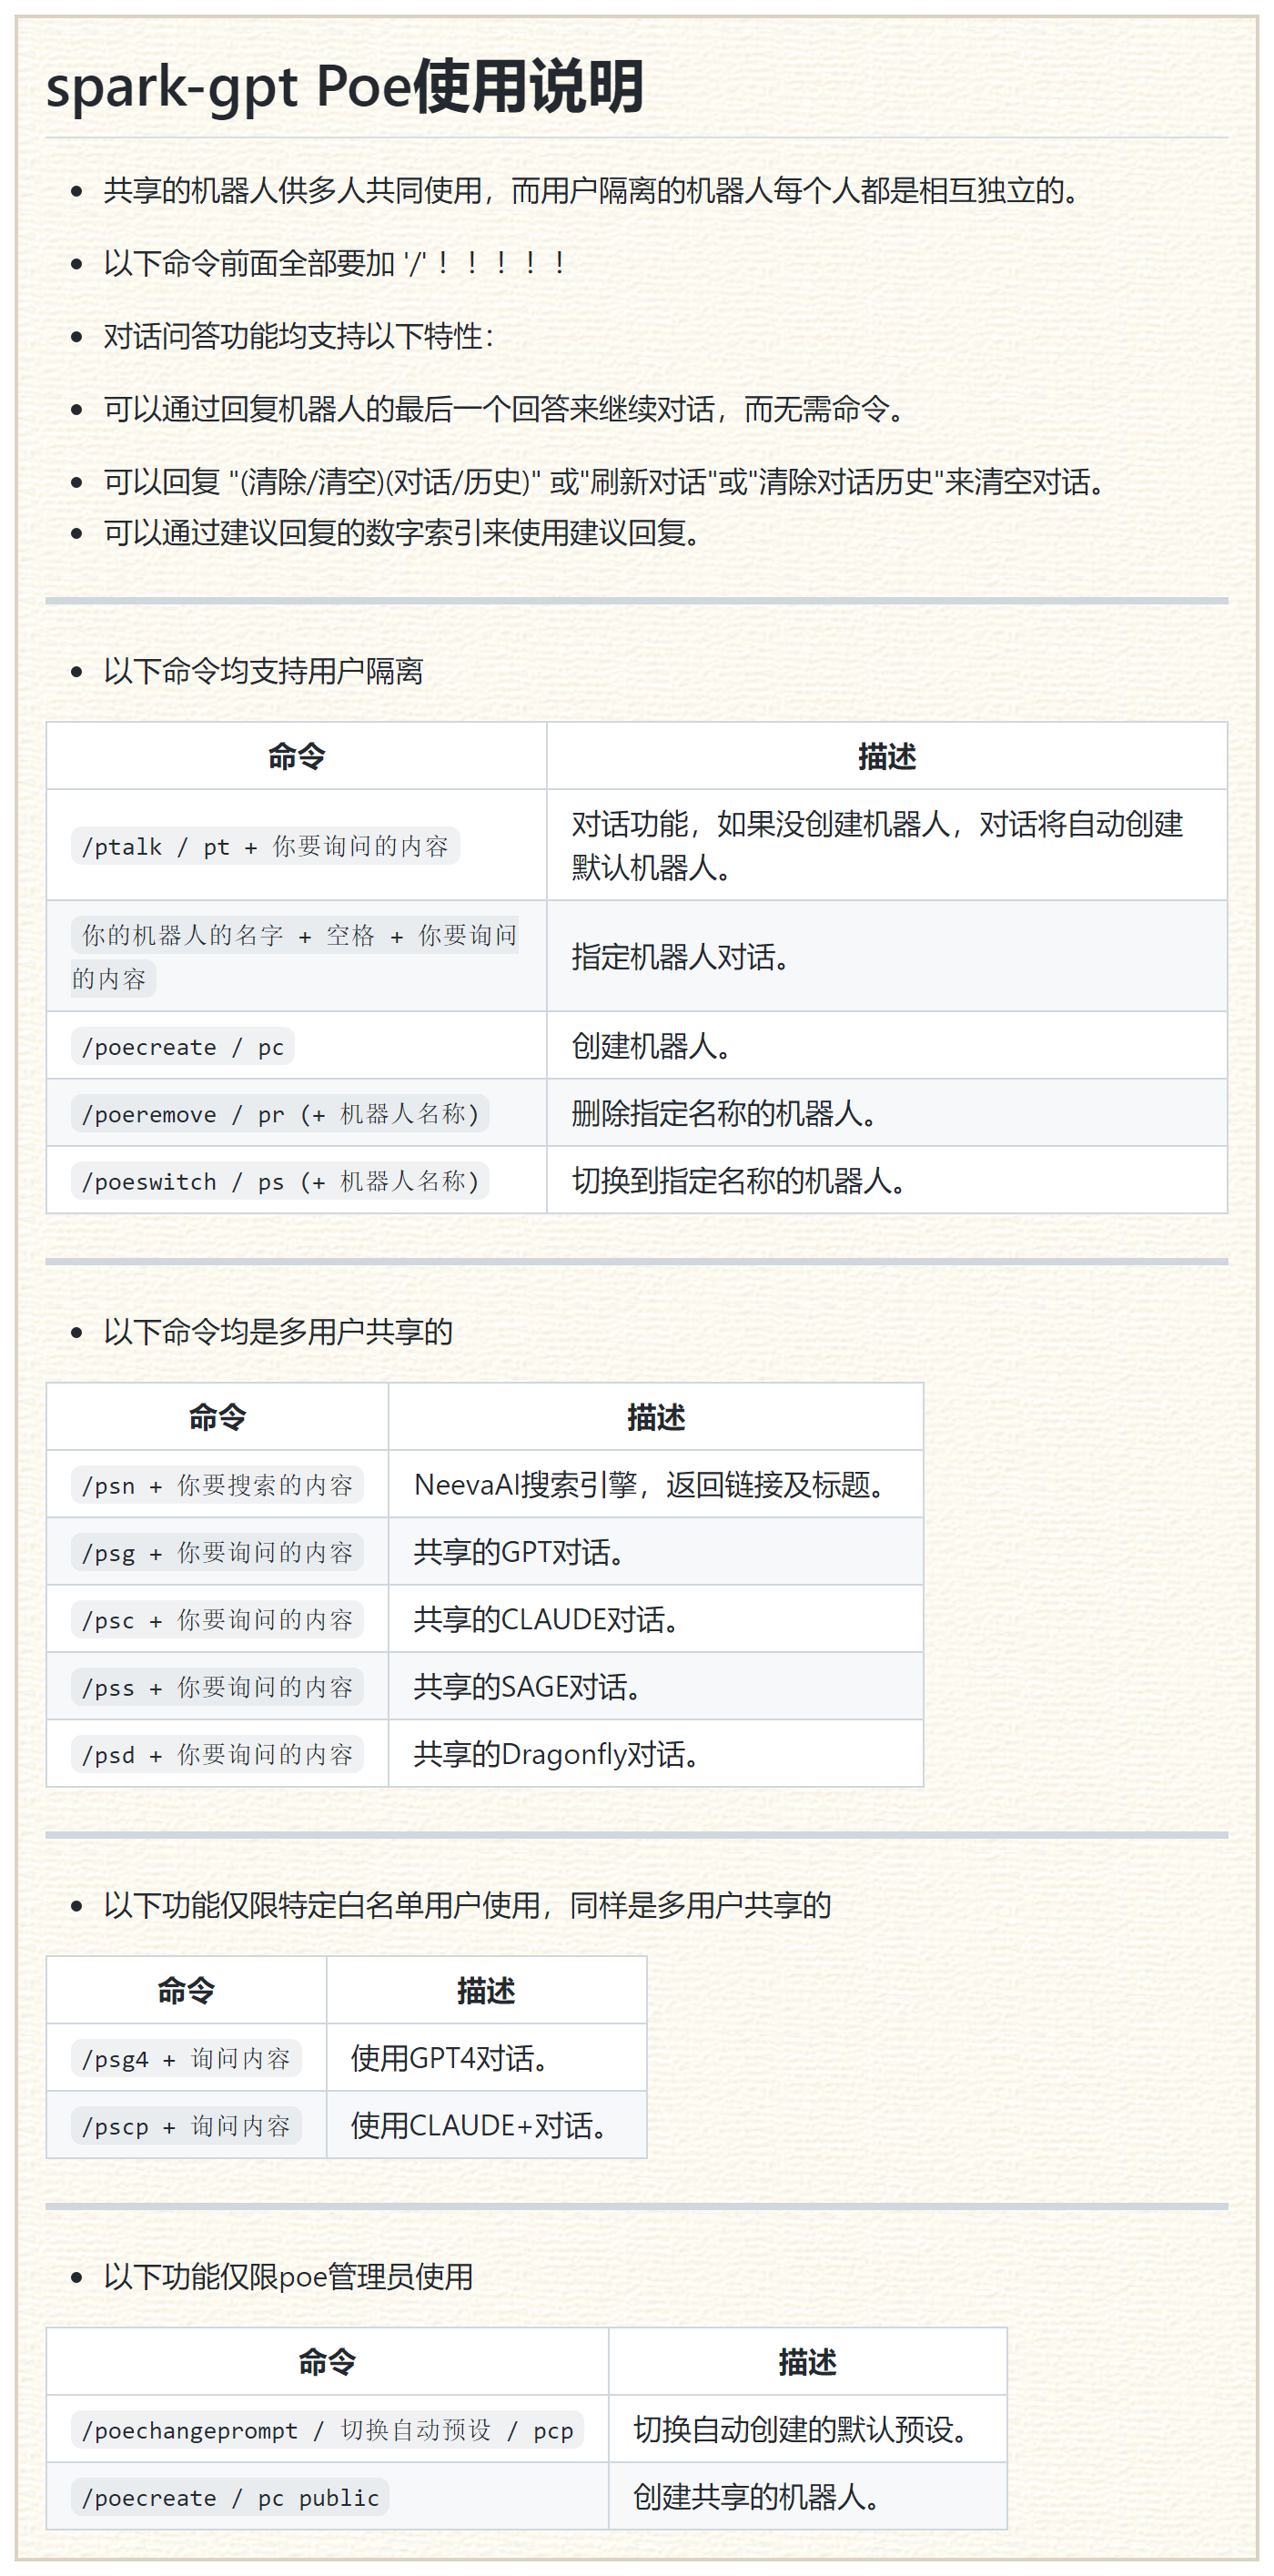 spark-gpt Poe使用说明
共享的机器人供多人共同使用，而用户隔离的机器人每个人都是相互独立的。
以下命令前面全部要加 '/'！！！！！
对话问答功能均支持以下特性：
可以通过回复机器人的最后一个回答来继续对话，而无需命令。
可以回复 "(清除/清空)(对话/历史)" 或"刷新对话"或"清除对话历史"来清空对话。
可以通过建议回复的数字索引来使用建议回复。
以下命令均支持用户隔离
命令 描述
/ptalk / pt + 你要询问的内容 对话功能，如果没创建机器人，对话将自动创建
默认机器人。
你的机器人的名字 + 空格 + 你要询问
的内容 指定机器人对话。
/poecreate / pc 创建机器人。
/poeremove / pr (+ 机器人名称) 删除指定名称的机器人。
/poeswitch / ps (+ 机器人名称) 切换到指定名称的机器人。
以下命令均是多用户共享的
命令 描述
/psn + 你要搜索的内容 NeevaAI搜索引擎，返回链接及标题。
/psg + 你要询问的内容 共享的GPT对话。
/psc + 你要询问的内容 共享的CLAUDE对话。
/pss + 你要询问的内容 共享的SAGE对话。
/psd + 你要询问的内容 共享的Dragonfly对话。
以下功能仅限特定白名单用户使用，同样是多用户共享的
命令 描述
/psg4 + 询问内容 使用GPT4对话。
/pscp + 询问内容 使用CLAUDE+对话。
以下功能仅限poe管理员使用
命令 描述
/poechangeprompt / 切换自动预设 / pcp 切换自动创建的默认预设。
/poecreate / pc public 创建共享的机器人。